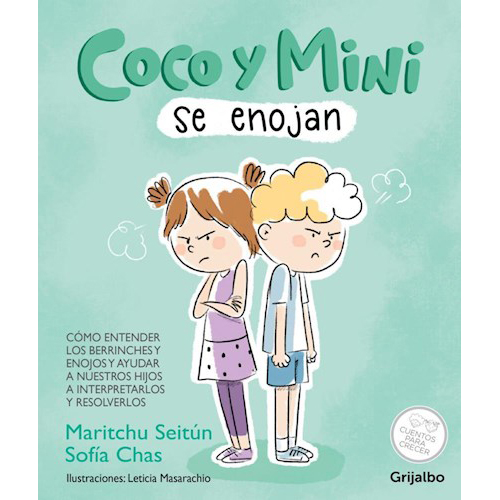 COCO Y MINI
se enojan
CÓMO ENTENDER
LOS BERRINCHES Y
ENOJOS Y AYUDAR
A NUESTROS HIJOS
A INTERPRETARLOS
Y RESOLVERLOS
Maritchu Seitún
Sofía Chas
Ilustraciones: Leticia Masarachio
CUENTOS
PARA
CRECER
Grijalbo